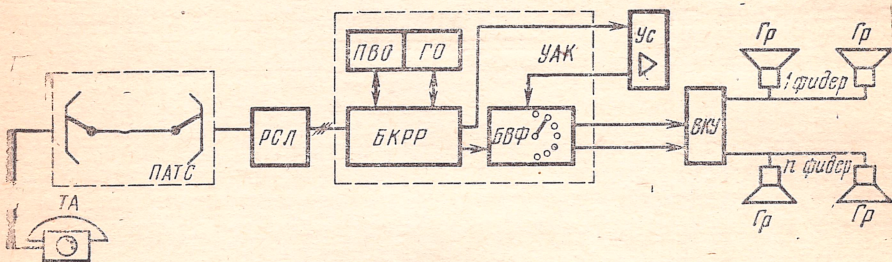 Ус
Гр
Гр
ПВО
ГО
УАК
1 фидер
РСЛ
БКРР
БВФ
ВКУ
ПАТС
n фидер
ТА
Гр
Гр